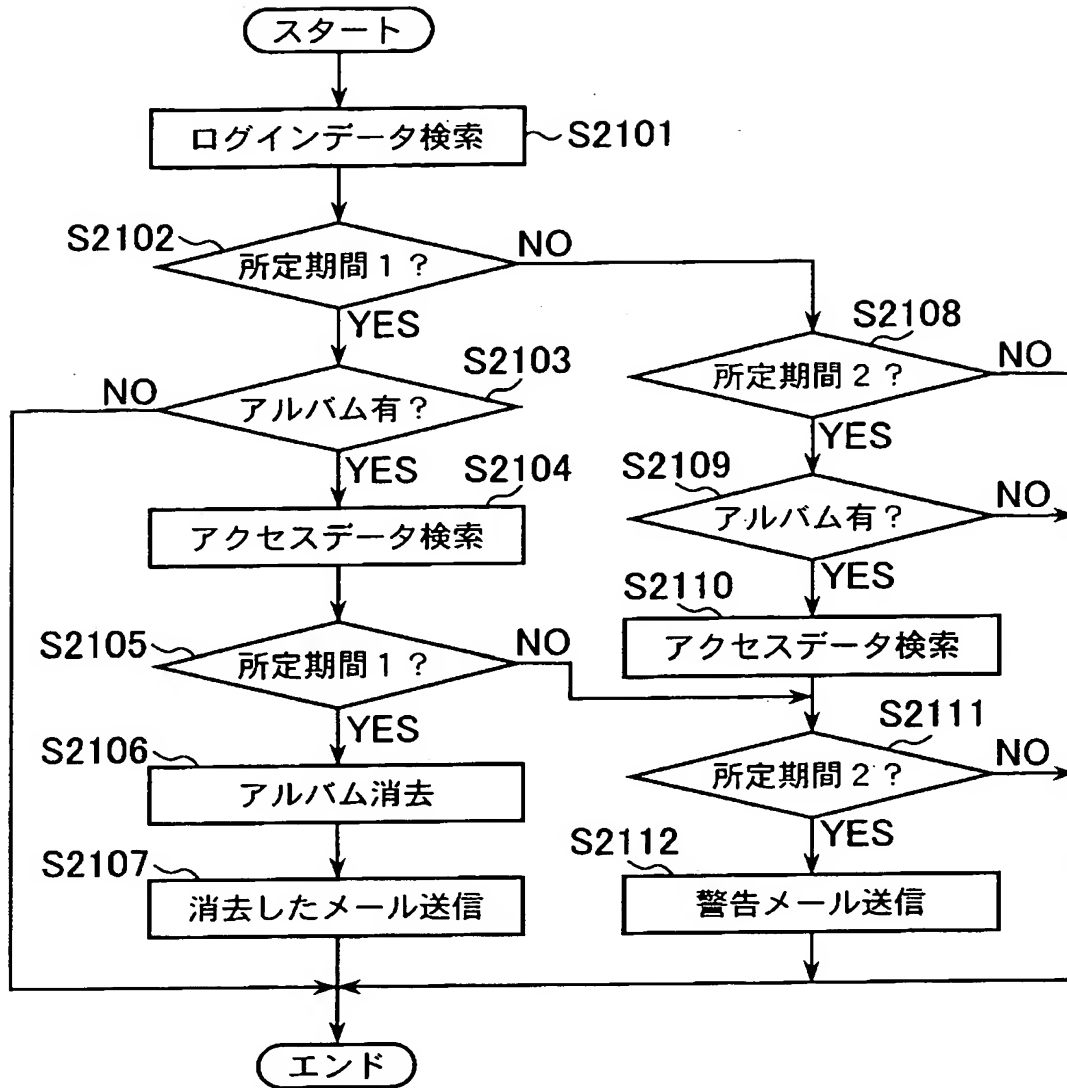 スタート
ログインデータ検索
S2101
S2102
所定期間1?
NO
YES
S2103
NO
アルバム有?
YES
S2104
アクセスデータ検索
S2105
所定期間1?
NO
YES
S2106
アルバム消去
S2107
消去したメール送信
S2108
所定期間2?
NO
YES
S2109
アルバム有?
NO
YES
S2110
アクセスデータ検索
S2111
所定期間2?
NO
YES
S2112
警告メール送信
エンド